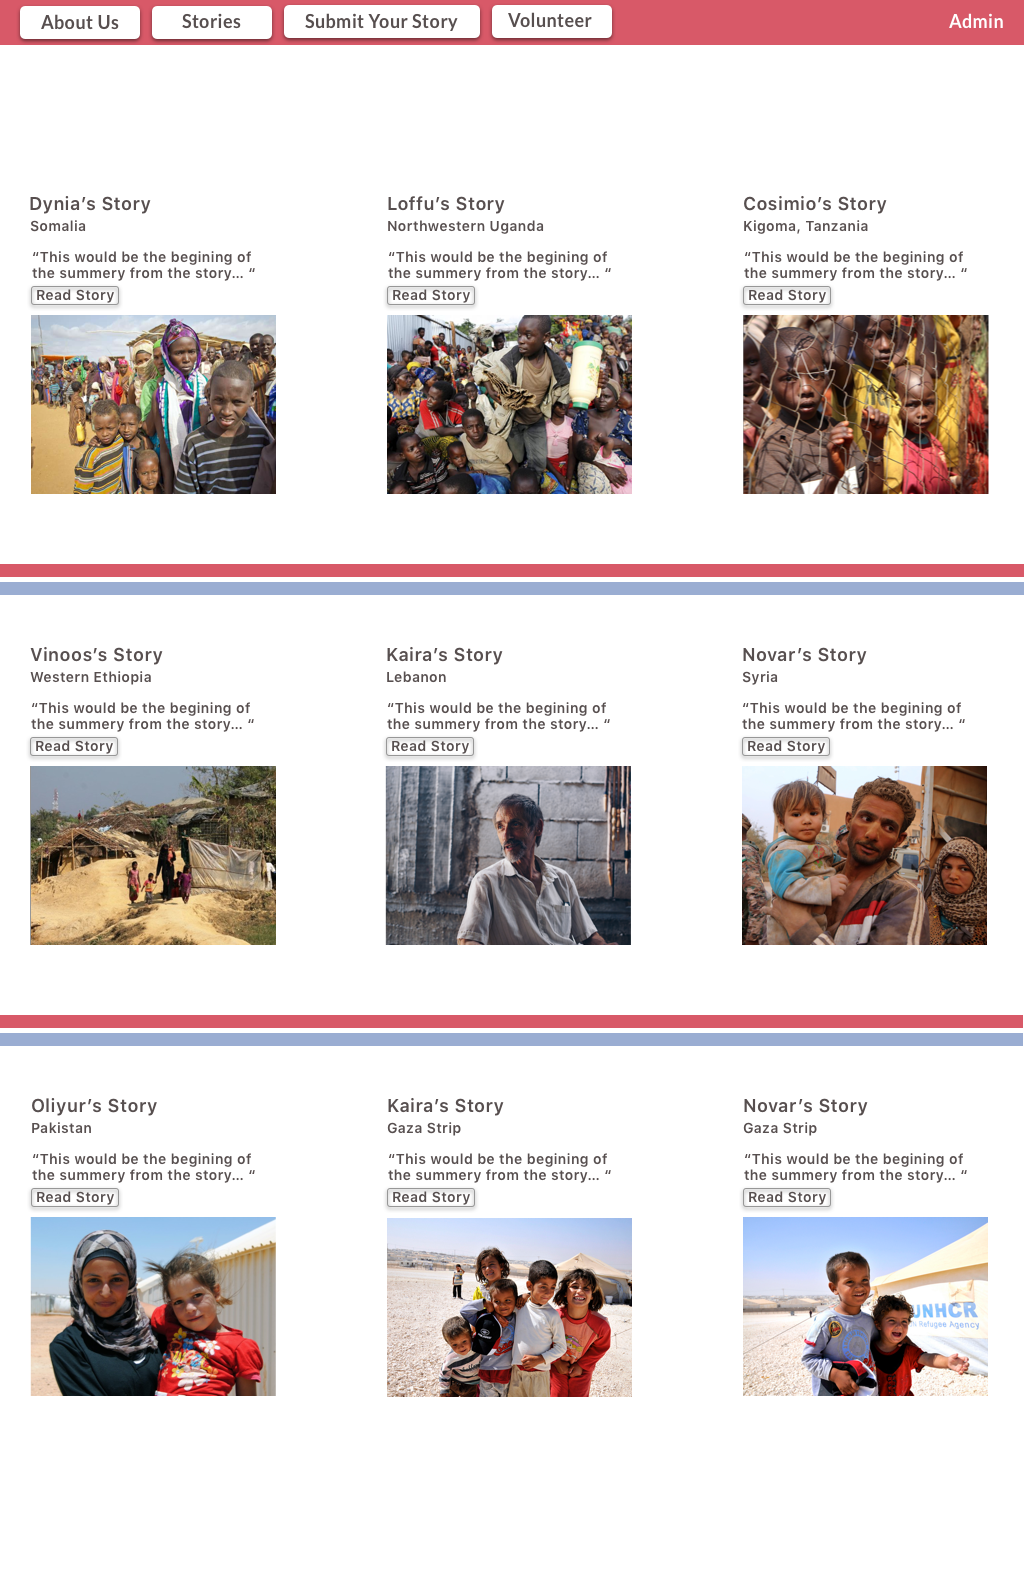 About Us
Stories
Submit Your Story
Volunteer
Admin
Dynia’s Story
Somalia
“This would be the begining of
the summery from the story... “
Read Story
Loffu’s Story
Northwestern Uganda
“This would be the begining of
the summery from the story... “
Read Story
Cosimio’s Story
Kigoma, Tanzania
“This would be the begining of
the summery from the story... “
Read Story
Vinoos’s Story
Western Ethiopia
“This would be the begining of
the summery from the story... “
Read Story
Kaira’s Story
Lebanon
“This would be the begining of
the summery from the story... “
Read Story
Novar’s Story
Syria
“This would be the begining of
the summery from the story... “
Read Story
Oliyur’s Story
Pakistan
“This would be the begining of
the summery from the story... “
Read Story
Kaira’s Story
Gaza Strip
“This would be the begining of
the summery from the story... “
Read Story
Novar’s Story
Gaza Strip
“This would be the begining of
the summery from the story... “
Read Story
UNHCR
Refugee Agency